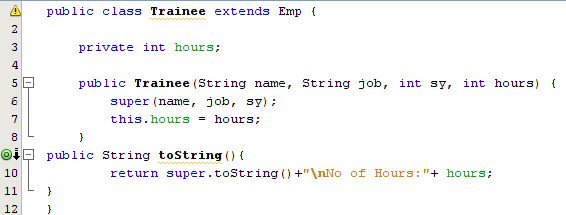 1 public class Trainee extends Emp {
2
3 private int hours;
4
5 public Trainee(String name, String job, int sy, int hours) {
6 super(name, job, sy);
7 this.hours = hours;
8 }
public String toString(){
10 return super.toString()+"\nNo of Hours:"+ hours;
11 }
12 }